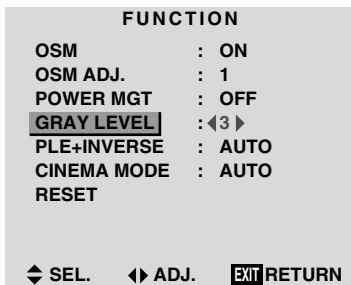 FUNCTION
OSM : ON
OSM ADJ. : 1
POWER MGT : OFF
GRAY LEVEL : 3
PLE+INVERSE : AUTO
CINEMA MODE : AUTO
RESET
SEL. ADJ. EXIT RETURN